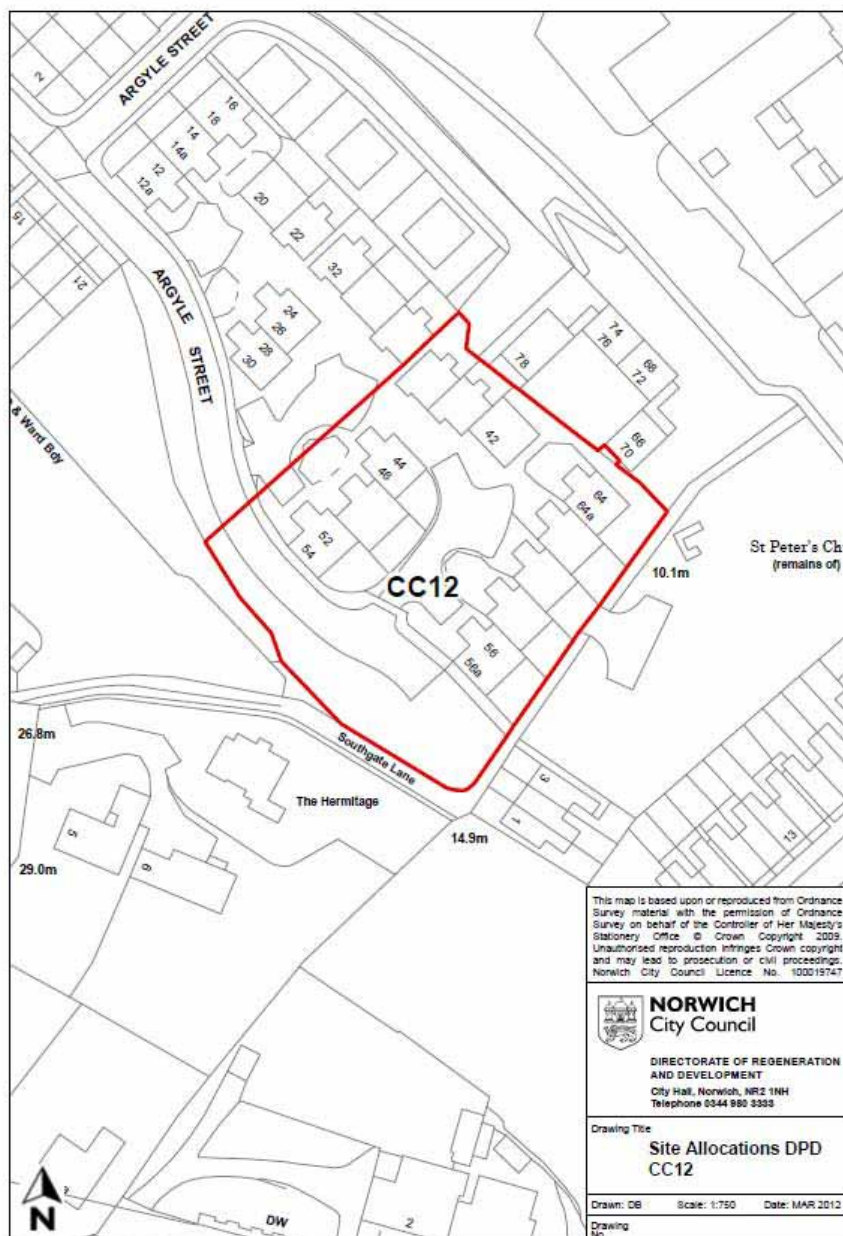 ARGYLE STREET
2
16
18
14
14a
12
12a
20
22
32
15
21
ARGYLE
STREET
24
26
28
30
& Ward Bdy
74
76
78
68
72
66
70
42
44
46
64
64a
52
54
St Peter's Ch
(remains of)
10.1m
CC12
56
56a
26.8m
Southgate Lane
The Hermitage
3
1
14.9m
13
5
6
29.0m
This map is based upon or reproduced from Ordnance
Survey material with the permission of Ordnance
Survey on behalf of the Controller of Her Majesty's
Stationery Office © Crown Copyright 2009.
Unauthorised reproduction infringes Crown copyright
and may lead to prosecution or civil proceedings.
Norwich City Council Licence No. 100019747
NORWICH
City Council
DIRECTORATE OF REGENERATION
AND DEVELOPMENT
City Hall, Norwich, NR2 1NH
Telephone 0344 980 3333
Drawing Title
Site Allocations DPD
CC12
Drawn: DB Scale: 1:750 Date: MAR 2012
Drawing
No
N
DW
2